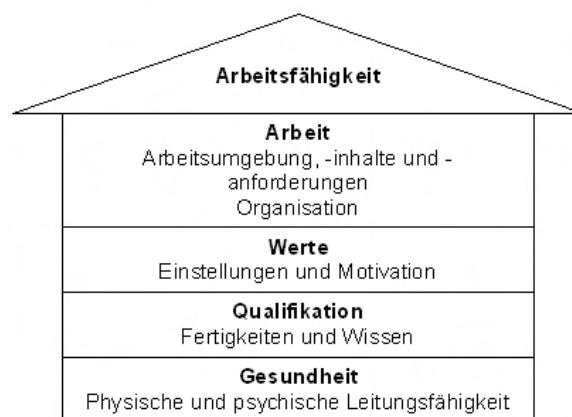 Arbeitsfähigkeit
Arbeit
Arbeitsumgebung, -inhalte und -
anforderungen
Organisation
Werte
Einstellungen und Motivation
Qualifikation
Fertigkeiten und Wissen
Gesundheit
Physische und psychische Leitungsfähigkeit